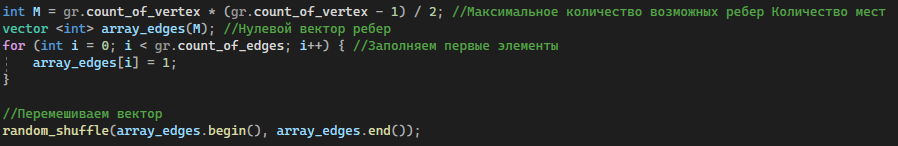 int M = gr.count_of_vertex * (gr.count_of_vertex - 1) / 2; //Максимальное количество возможных ребер Количество мест
vector <int> array_edges(M); //Нулевой вектор ребер
for (int i = 0; i < gr.count_of_edges; i++) { //Заполняем первые элементы
    array_edges[i] = 1;
}
//Перемешиваем вектор
random_shuffle(array_edges.begin(), array_edges.end());